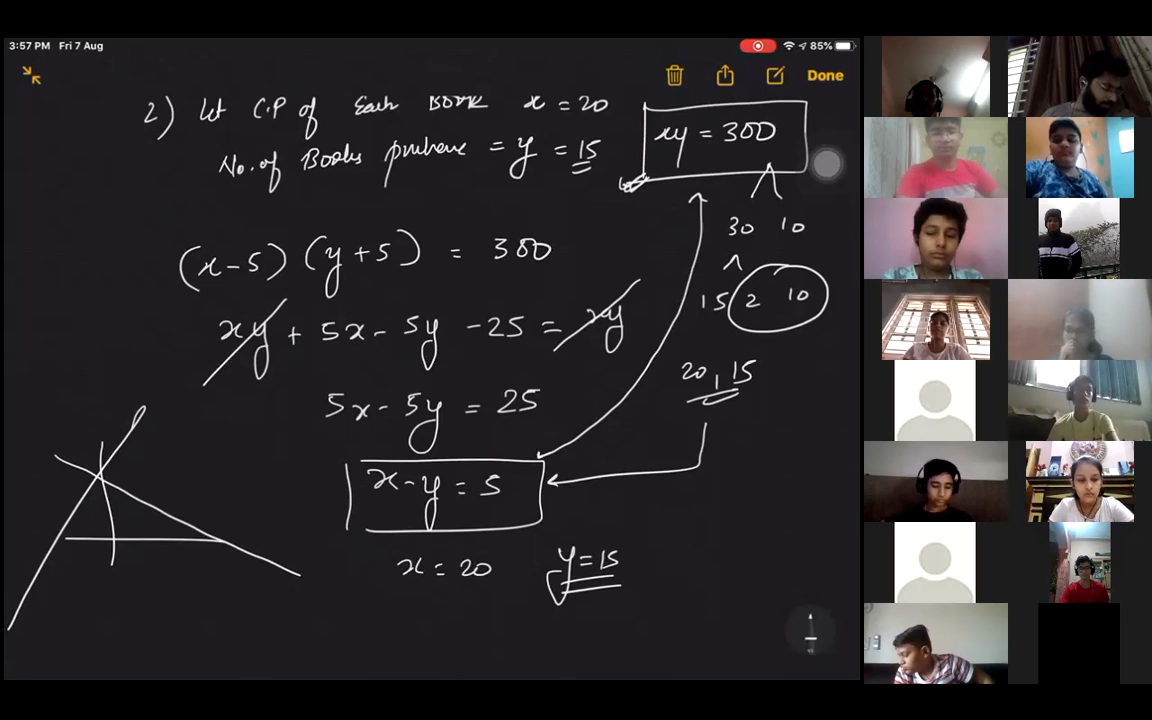 3:57 PM Fri 7 Aug
85%
Done
2) Let C.P of Each Book x = 20
No. of Books purchase = y = 15
xy = 300
30 10
15 2 10
20, 15
(x-5) (y+5) = 300
xy + 5x - 5y - 25 = xy
5x - 5y = 25
x - y = 5
x = 20 y = 15